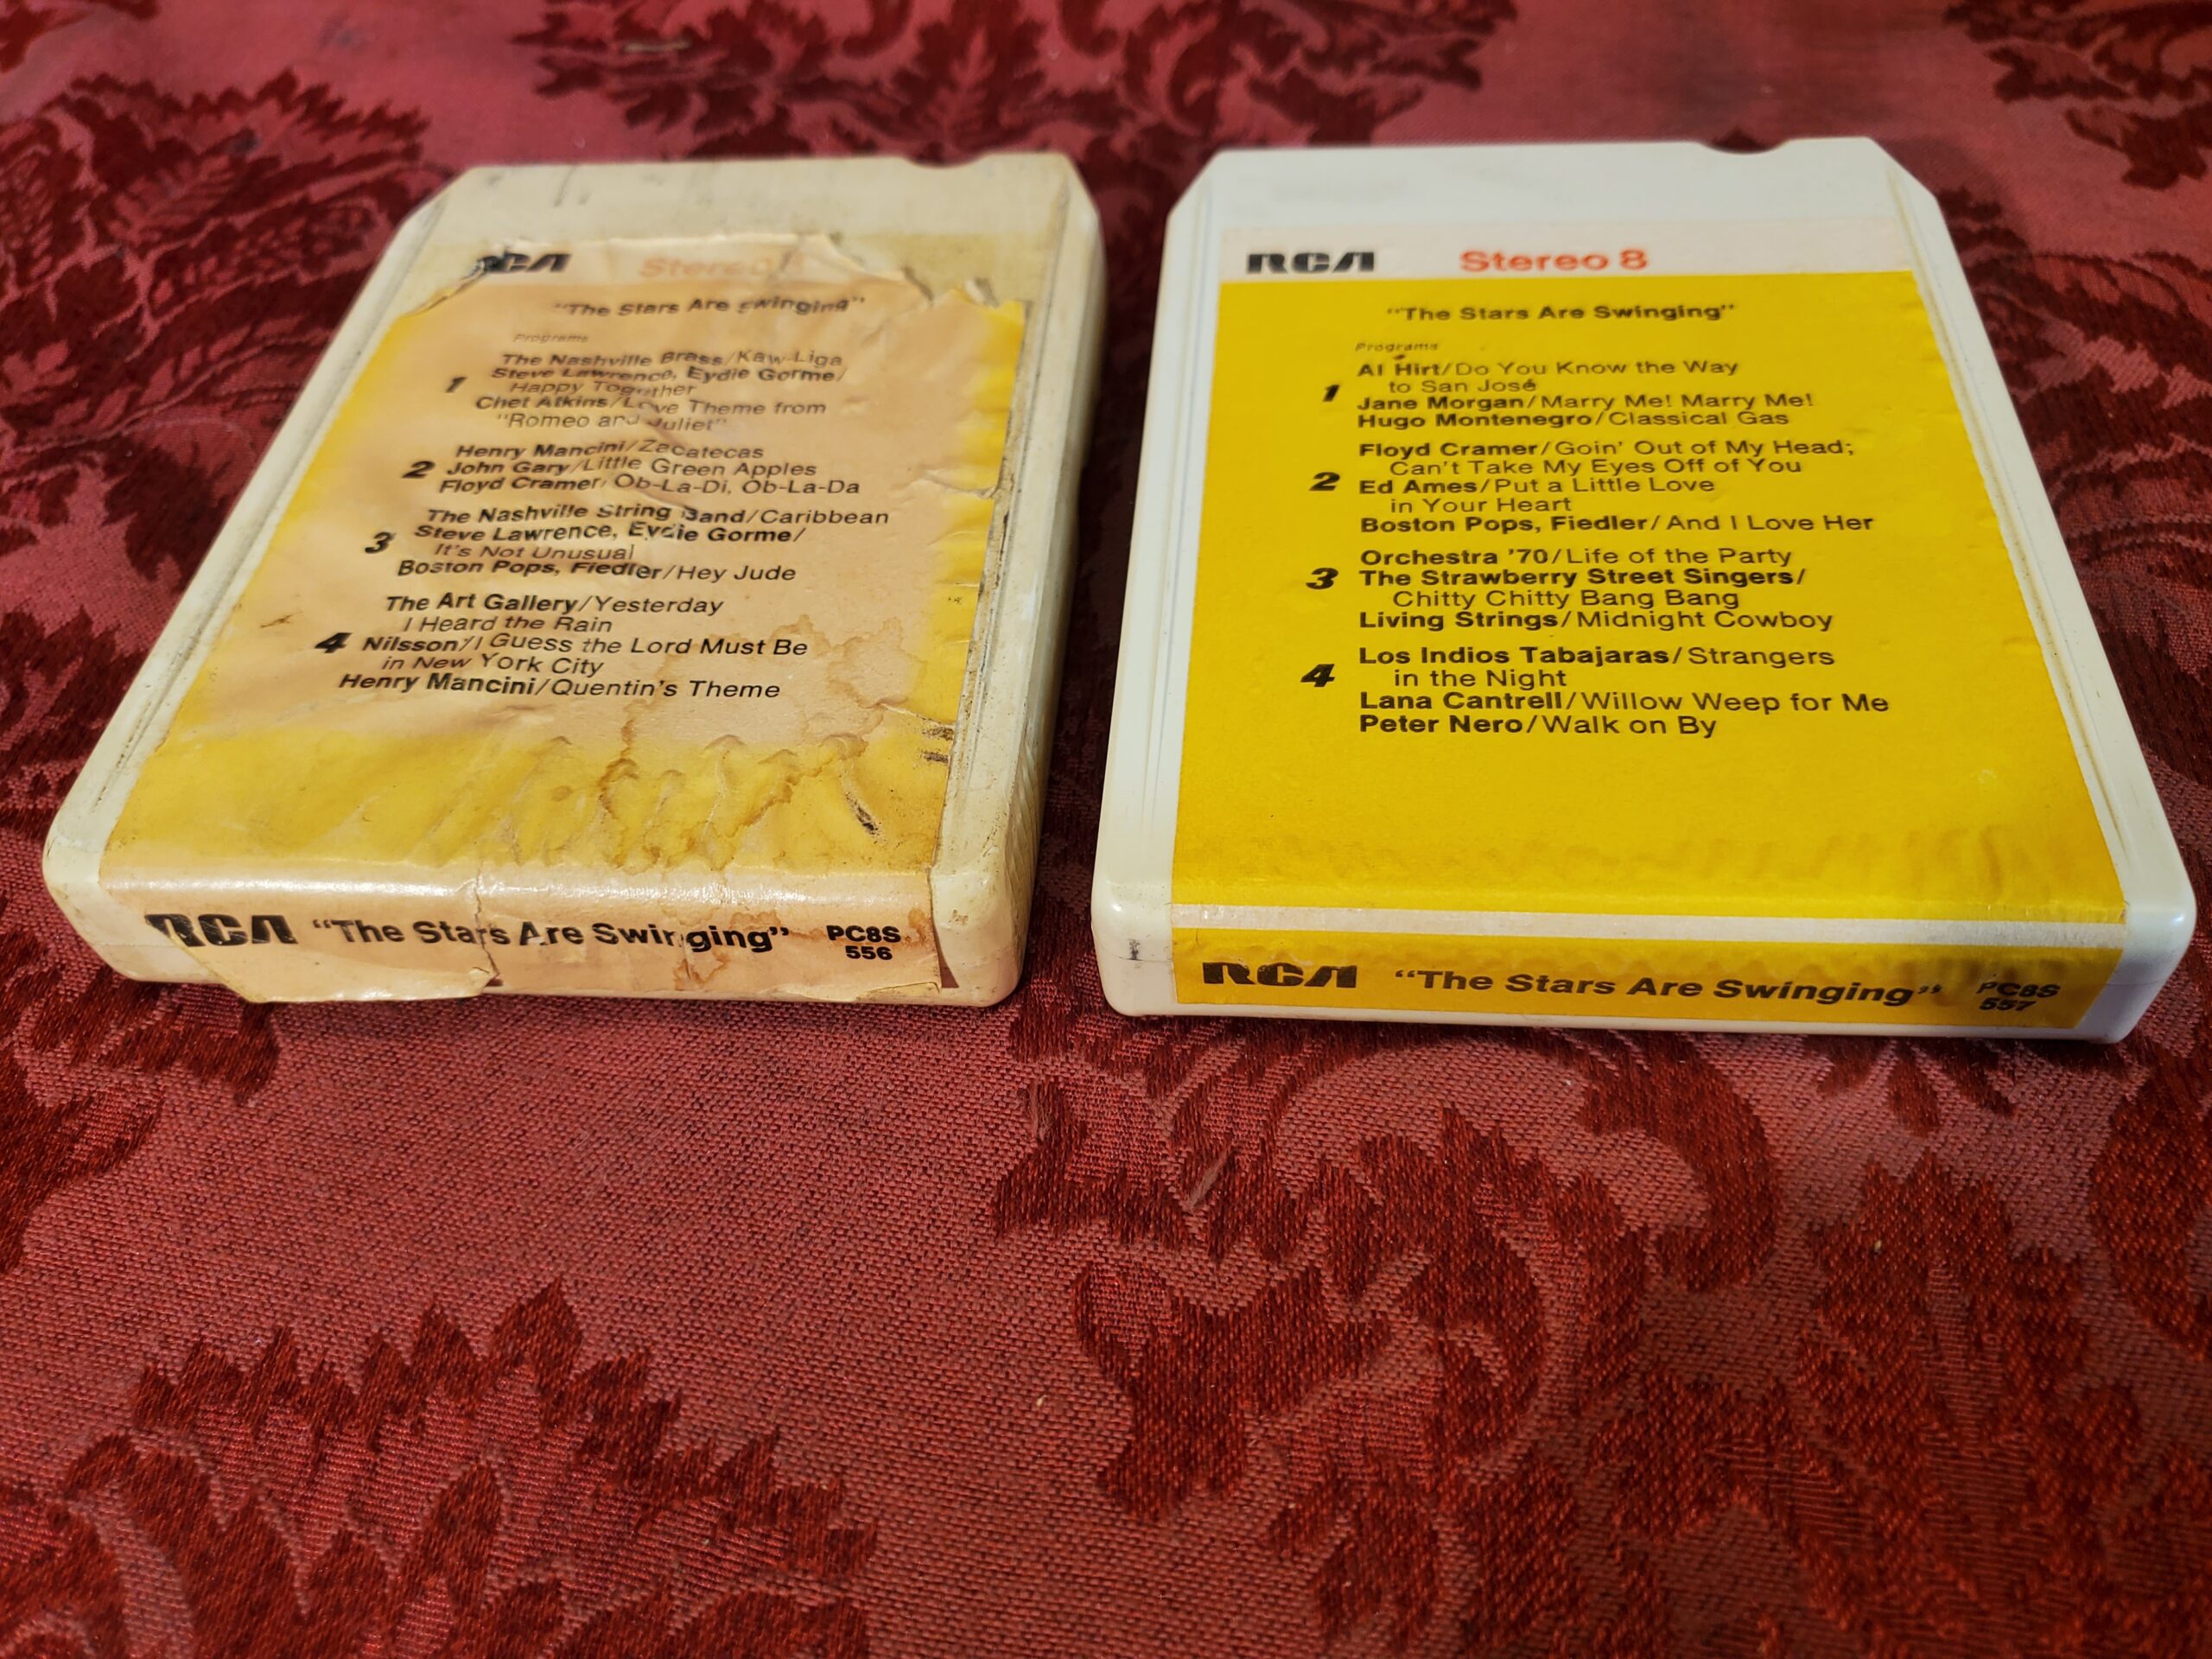 RCA Stereo 8
"The Stars Are Swinging"
Programs
The Nashville Brass/Kaw-Liga
1 Steve Lawrence, Eydie Gorme/
Happy Together
Chet Atkins/Love Theme from
"Romeo and Juliet"
Henry Mancini/Zacatecas
2 John Gary/Little Green Apples
Floyd Cramer/Ob-La-Di, Ob-La-Da
The Nashville String Band/Caribbean
3 Steve Lawrence, Eydie Gorme/
It's Not Unusual
Boston Pops, Fiedler/Hey Jude
The Art Gallery/Yesterday
I Heard the Rain
4 Nilsson/I Guess the Lord Must Be
in New York City
Henry Mancini/Quentin's Theme
RCA "The Stars Are Swinging" PC8S
556
RCA Stereo 8
"The Stars Are Swinging"
Programs
Al Hirt/Do You Know the Way
to San José
1 Jane Morgan/Marry Me! Marry Me!
Hugo Montenegro/Classical Gas
Floyd Cramer/Goin' Out of My Head;
Can't Take My Eyes Off of You
2 Ed Ames/Put a Little Love
in Your Heart
Boston Pops, Fiedler/And I Love Her
Orchestra '70/Life of the Party
3 The Strawberry Street Singers/
Chitty Chitty Bang Bang
Living Strings/Midnight Cowboy
Los Indios Tabajaras/Strangers
4 in the Night
Lana Cantrell/Willow Weep for Me
Peter Nero/Walk on By
RCA "The Stars Are Swinging" PC8S
557